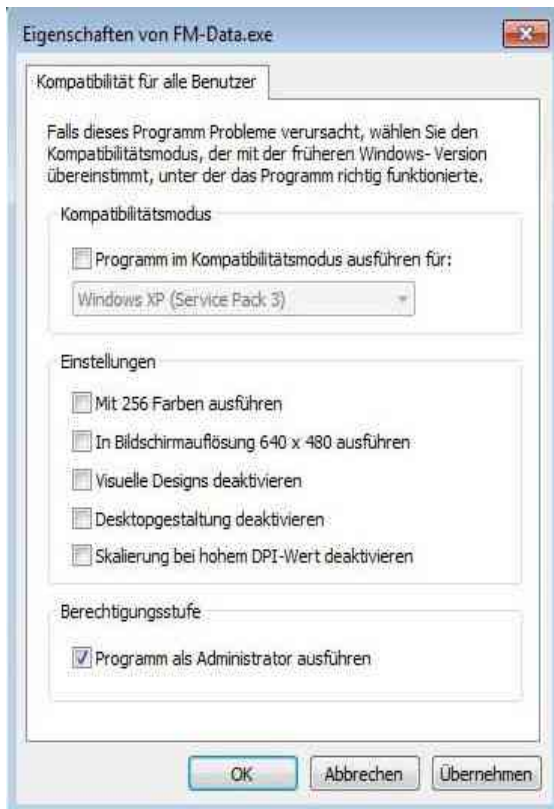 Eigenschaften von FM-Data.exe
Kompatibilität für alle Benutzer
Falls dieses Programm Probleme verursacht, wählen Sie den
Kompatibilitätsmodus, der mit der früheren Windows- Version
übereinstimmt, unter der das Programm richtig funktionierte.
Kompatibilitätsmodus
Programm im Kompatibilitätsmodus ausführen für:
Windows XP (Service Pack 3)
Einstellungen
Mit 256 Farben ausführen
In Bildschirmauflösung 640 x 480 ausführen
Visuelle Designs deaktivieren
Desktopgestaltung deaktivieren
Skalierung bei hohem DPI-Wert deaktivieren
Berechtigungsstufe
Programm als Administrator ausführen
OK Abbrechen Übernehmen